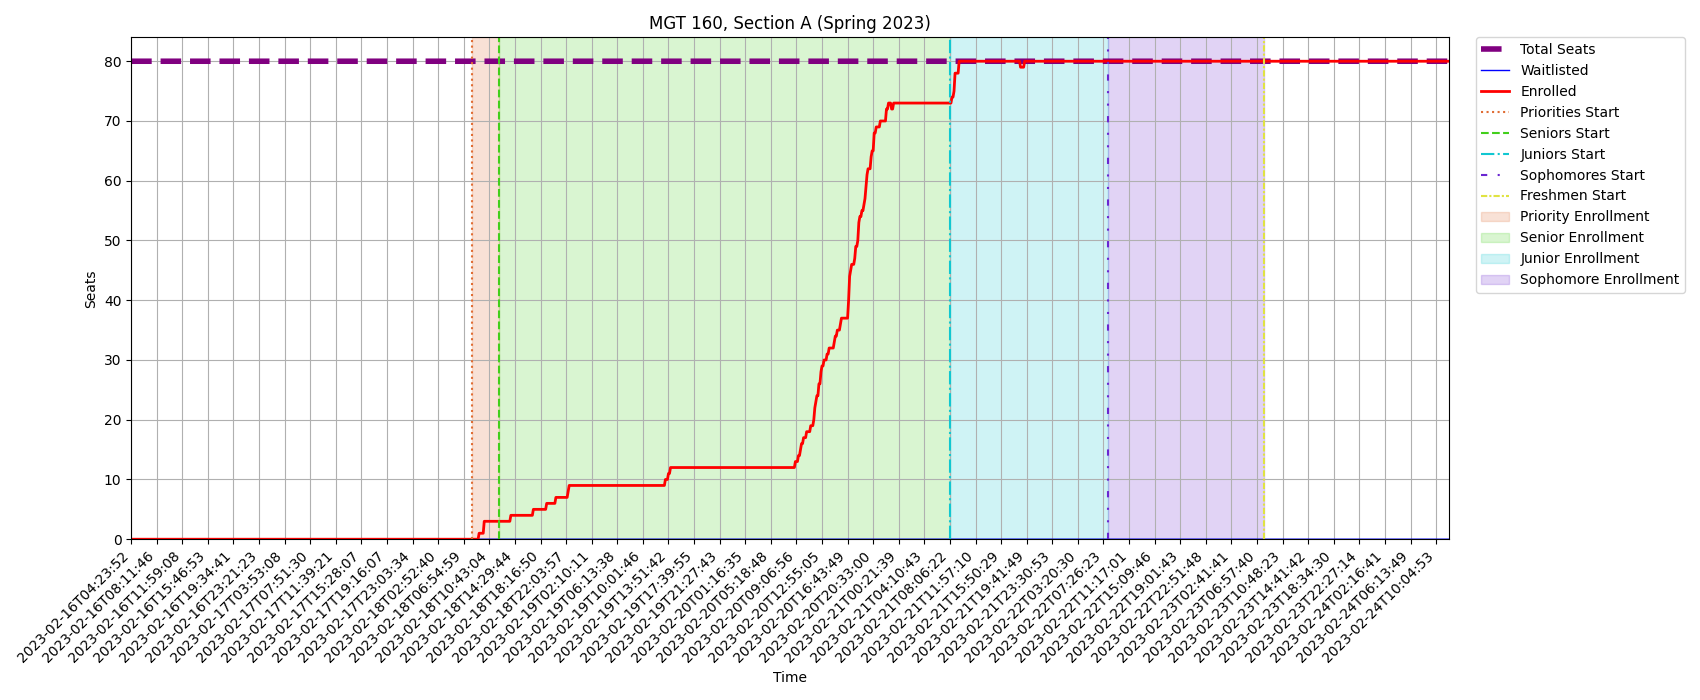 MGT 160, Section A (Spring 2023)
Seats
80
70
60
50
40
30
20
10
0
2023-02-16T04:23:52
2023-02-16T08:11:46
2023-02-16T11:59:08
2023-02-16T15:46:53
2023-02-16T19:34:41
2023-02-16T23:21:23
2023-02-17T03:53:08
2023-02-17T07:51:30
2023-02-17T11:39:21
2023-02-17T15:28:07
2023-02-17T19:16:07
2023-02-17T23:03:34
2023-02-18T02:52:40
2023-02-18T06:54:59
2023-02-18T10:43:04
2023-02-18T14:29:44
2023-02-18T18:16:50
2023-02-18T22:03:57
2023-02-19T02:10:11
2023-02-19T06:13:38
2023-02-19T10:01:46
2023-02-19T13:51:42
2023-02-19T17:39:55
2023-02-19T21:27:43
2023-02-20T01:16:35
2023-02-20T05:18:48
2023-02-20T09:06:56
2023-02-20T12:55:05
2023-02-20T16:43:49
2023-02-20T20:33:00
2023-02-21T00:21:39
2023-02-21T04:10:43
2023-02-21T08:06:22
2023-02-21T11:57:10
2023-02-21T15:50:29
2023-02-21T19:41:49
2023-02-21T23:30:53
2023-02-22T03:20:30
2023-02-22T07:26:23
2023-02-22T11:17:01
2023-02-22T15:09:46
2023-02-22T19:01:43
2023-02-22T22:51:48
2023-02-23T02:41:41
2023-02-23T06:57:40
2023-02-23T10:48:23
2023-02-23T14:41:42
2023-02-23T18:34:30
2023-02-23T22:27:14
2023-02-24T02:16:41
2023-02-24T06:13:49
2023-02-24T10:04:53
Time
Total Seats
Waitlisted
Enrolled
Priorities Start
Seniors Start
Juniors Start
Sophomores Start
Freshmen Start
Priority Enrollment
Senior Enrollment
Junior Enrollment
Sophomore Enrollment